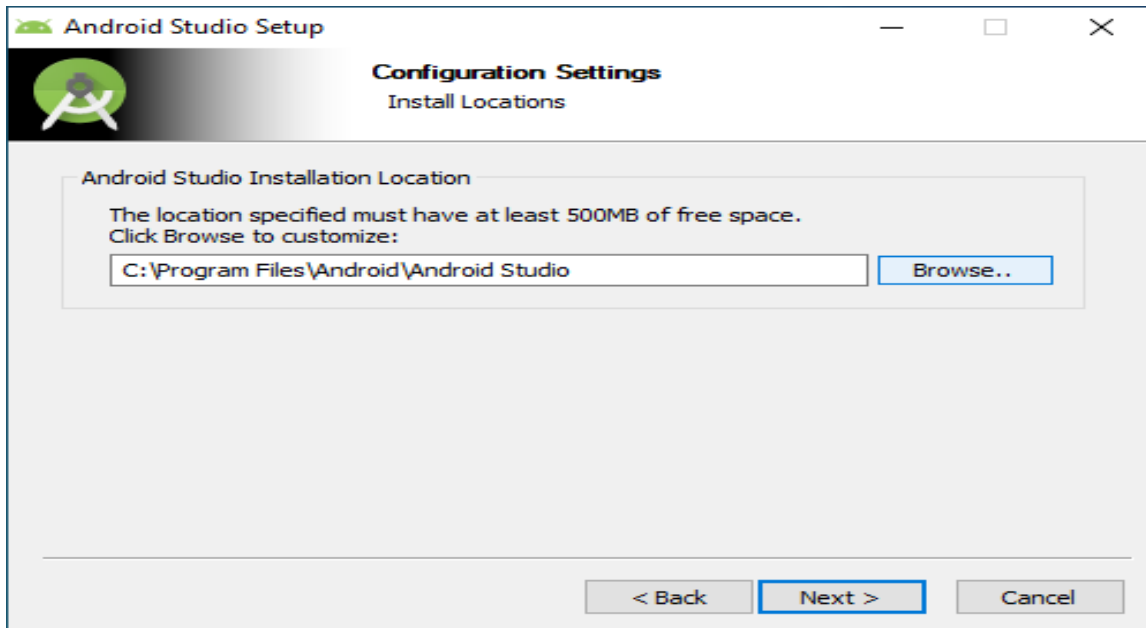 Android Studio Setup
Configuration Settings
Install Locations
Android Studio Installation Location
The location specified must have at least 500MB of free space.
Click Browse to customize:
C:\Program Files\Android\Android Studio
Browse..
< Back
Next >
Cancel